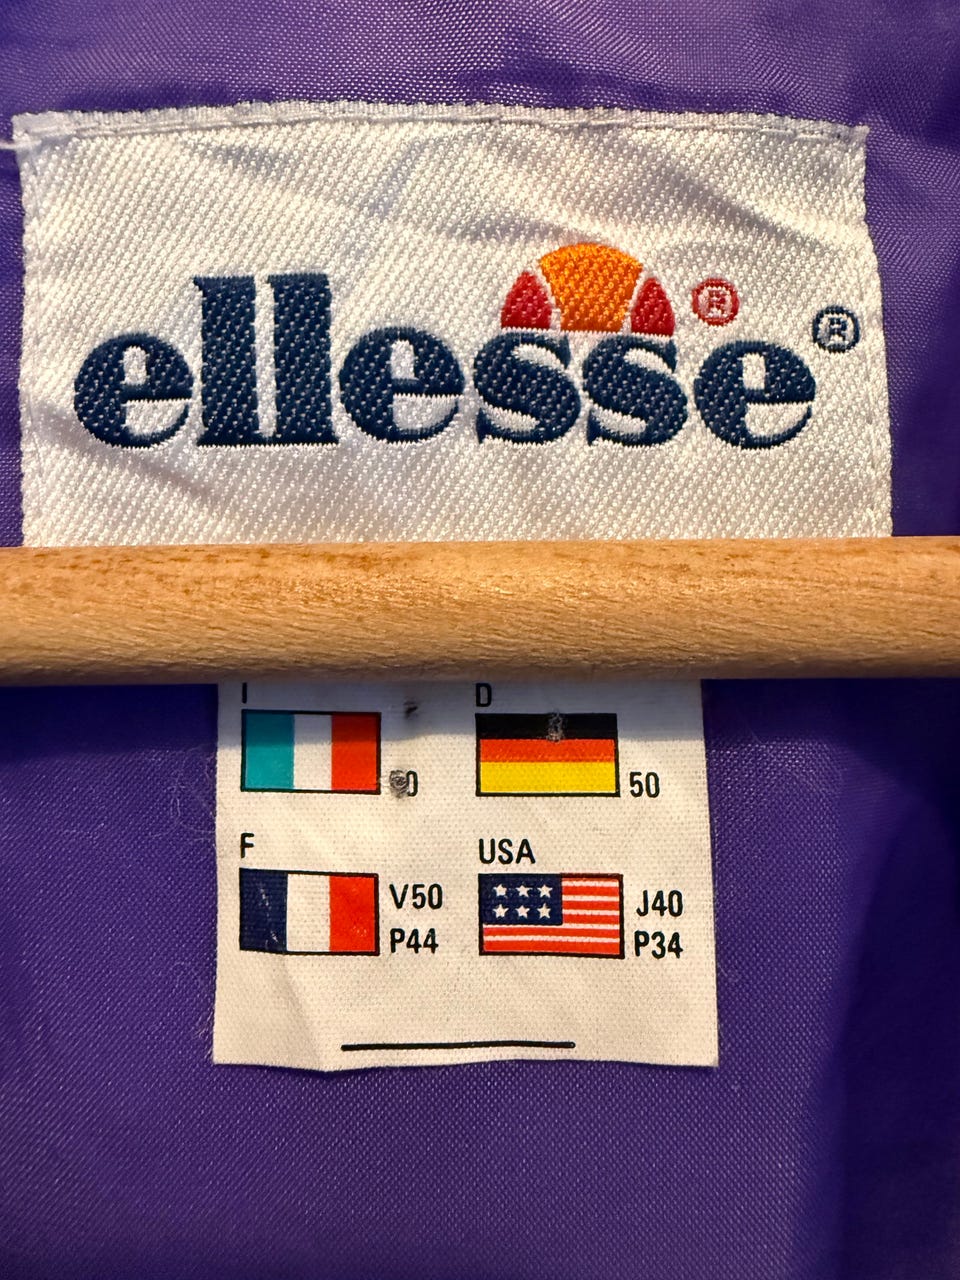 ellesse ® ®
I D
50
F USA
V50 J40
P44 P34